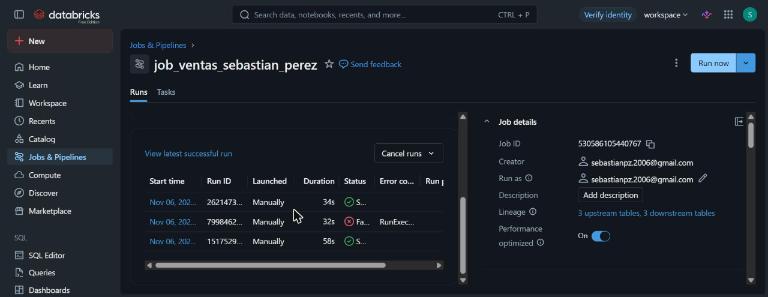 databricks
Free Edition
Search data, notebooks, recents, and more...
CTRL + P
Verify identity
workspace
S
New
Home
Learn
Workspace
Recents
Catalog
Jobs & Pipelines
Compute
Discover
Marketplace
SQL
SQL Editor
Queries
Dashboards
Jobs & Pipelines
job_ventas_sebastian_perez
Send feedback
Run now
Runs Tasks
View latest successful run
Cancel runs
Start time Run ID Launched Duration Status Error co... Run p
Nov 06, 202... 2621473... Manually 34s S...
Nov 06, 202... 7998462... Manually 32s Fa... RunExec...
Nov 06, 202... 1517529... Manually 58s S...
Job details
Job ID 530586105440767
Creator sebastianpz.2006@gmail.com
Run as sebastianpz.2006@gmail.com
Description Add description
Lineage 3 upstream tables, 3 downstream tables
Performance optimized On